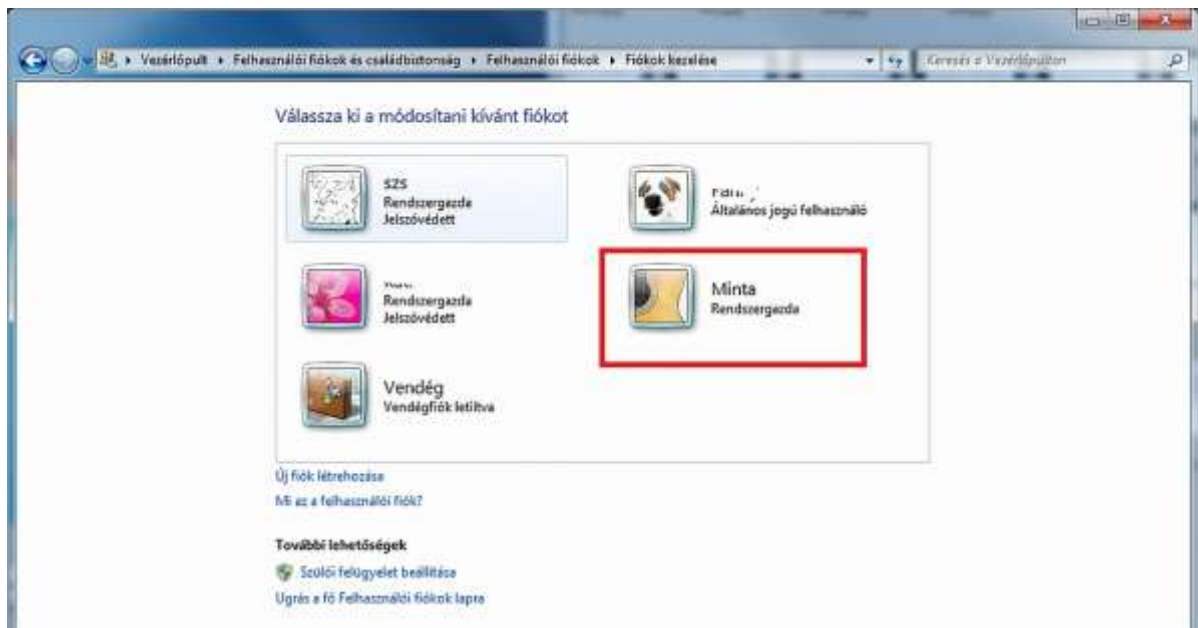 Vezérlőpult ▸ Felhasználói fiókok és családbiztonság ▸ Felhasználói fiókok ▸ Fiókok kezelése
Keresés a Vezérlőpulton
Válassza ki a módosítani kívánt fiókot
SZS
Rendszergazda
Jelszóvédett
Általános jogú felhasználó
Rendszergazda
Jelszóvédett
Minta
Rendszergazda
Vendég
Vendégfiók letiltva
Új fiók létrehozása
Mi az a felhasználói fiók?
További lehetőségek
Szülői felügyelet beállítása
Ugrás a fő Felhasználói fiókok lapra